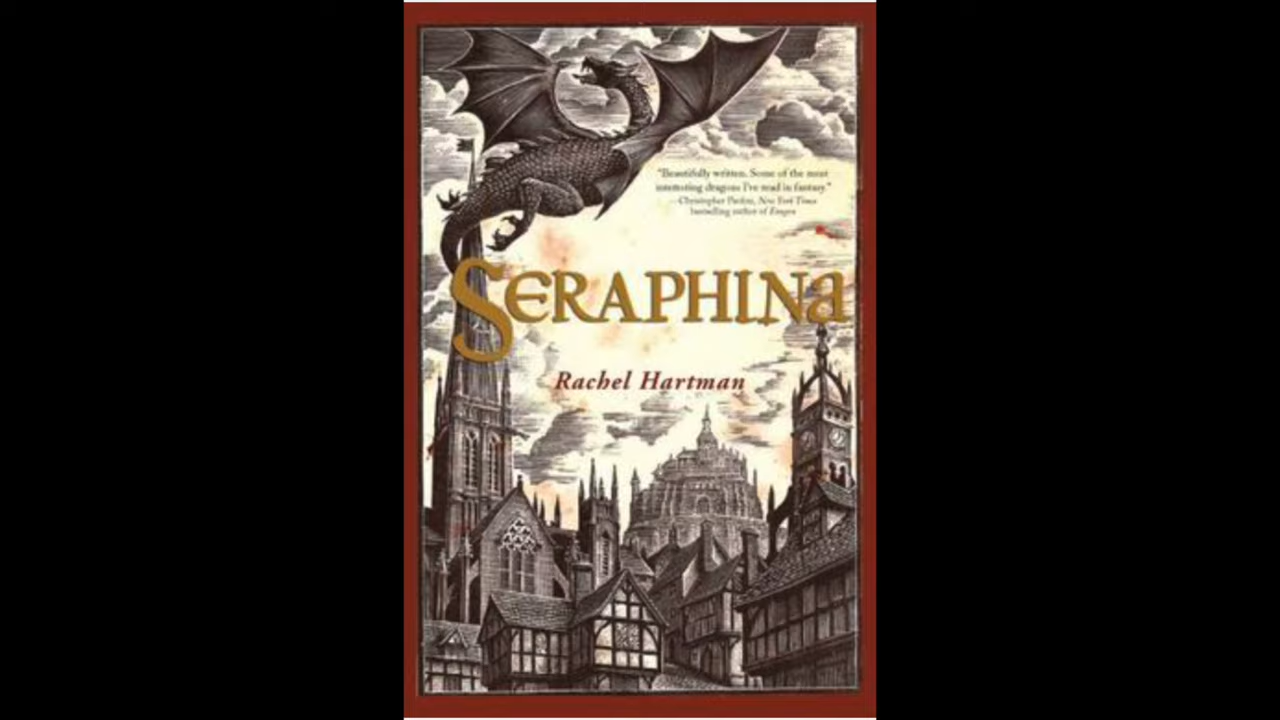 "Beautifully written. Some of the most
interesting dragons I've read in fantasy."
—Christopher Paolini, New York Times
bestselling author of Eragon
SERAPHINA
Rachel Hartman